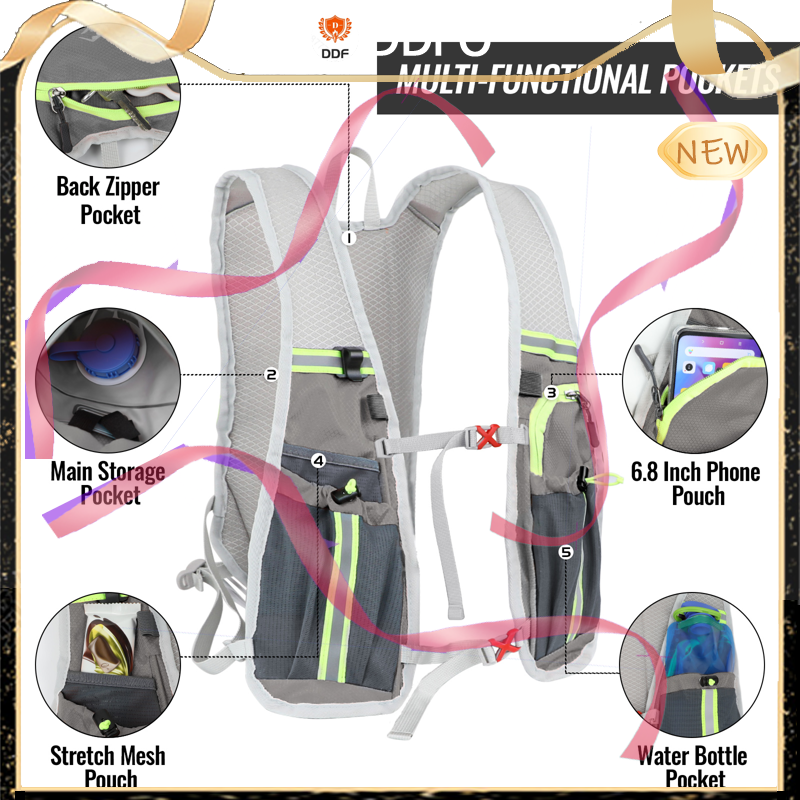 DDF
MULTI-FUNCTIONAL POCKETS
NEW
Back Zipper
Pocket
1
2
Main Storage
Pocket
3
6.8 Inch Phone
Pouch
4
5
Stretch Mesh
Pouch
Water Bottle
Pocket